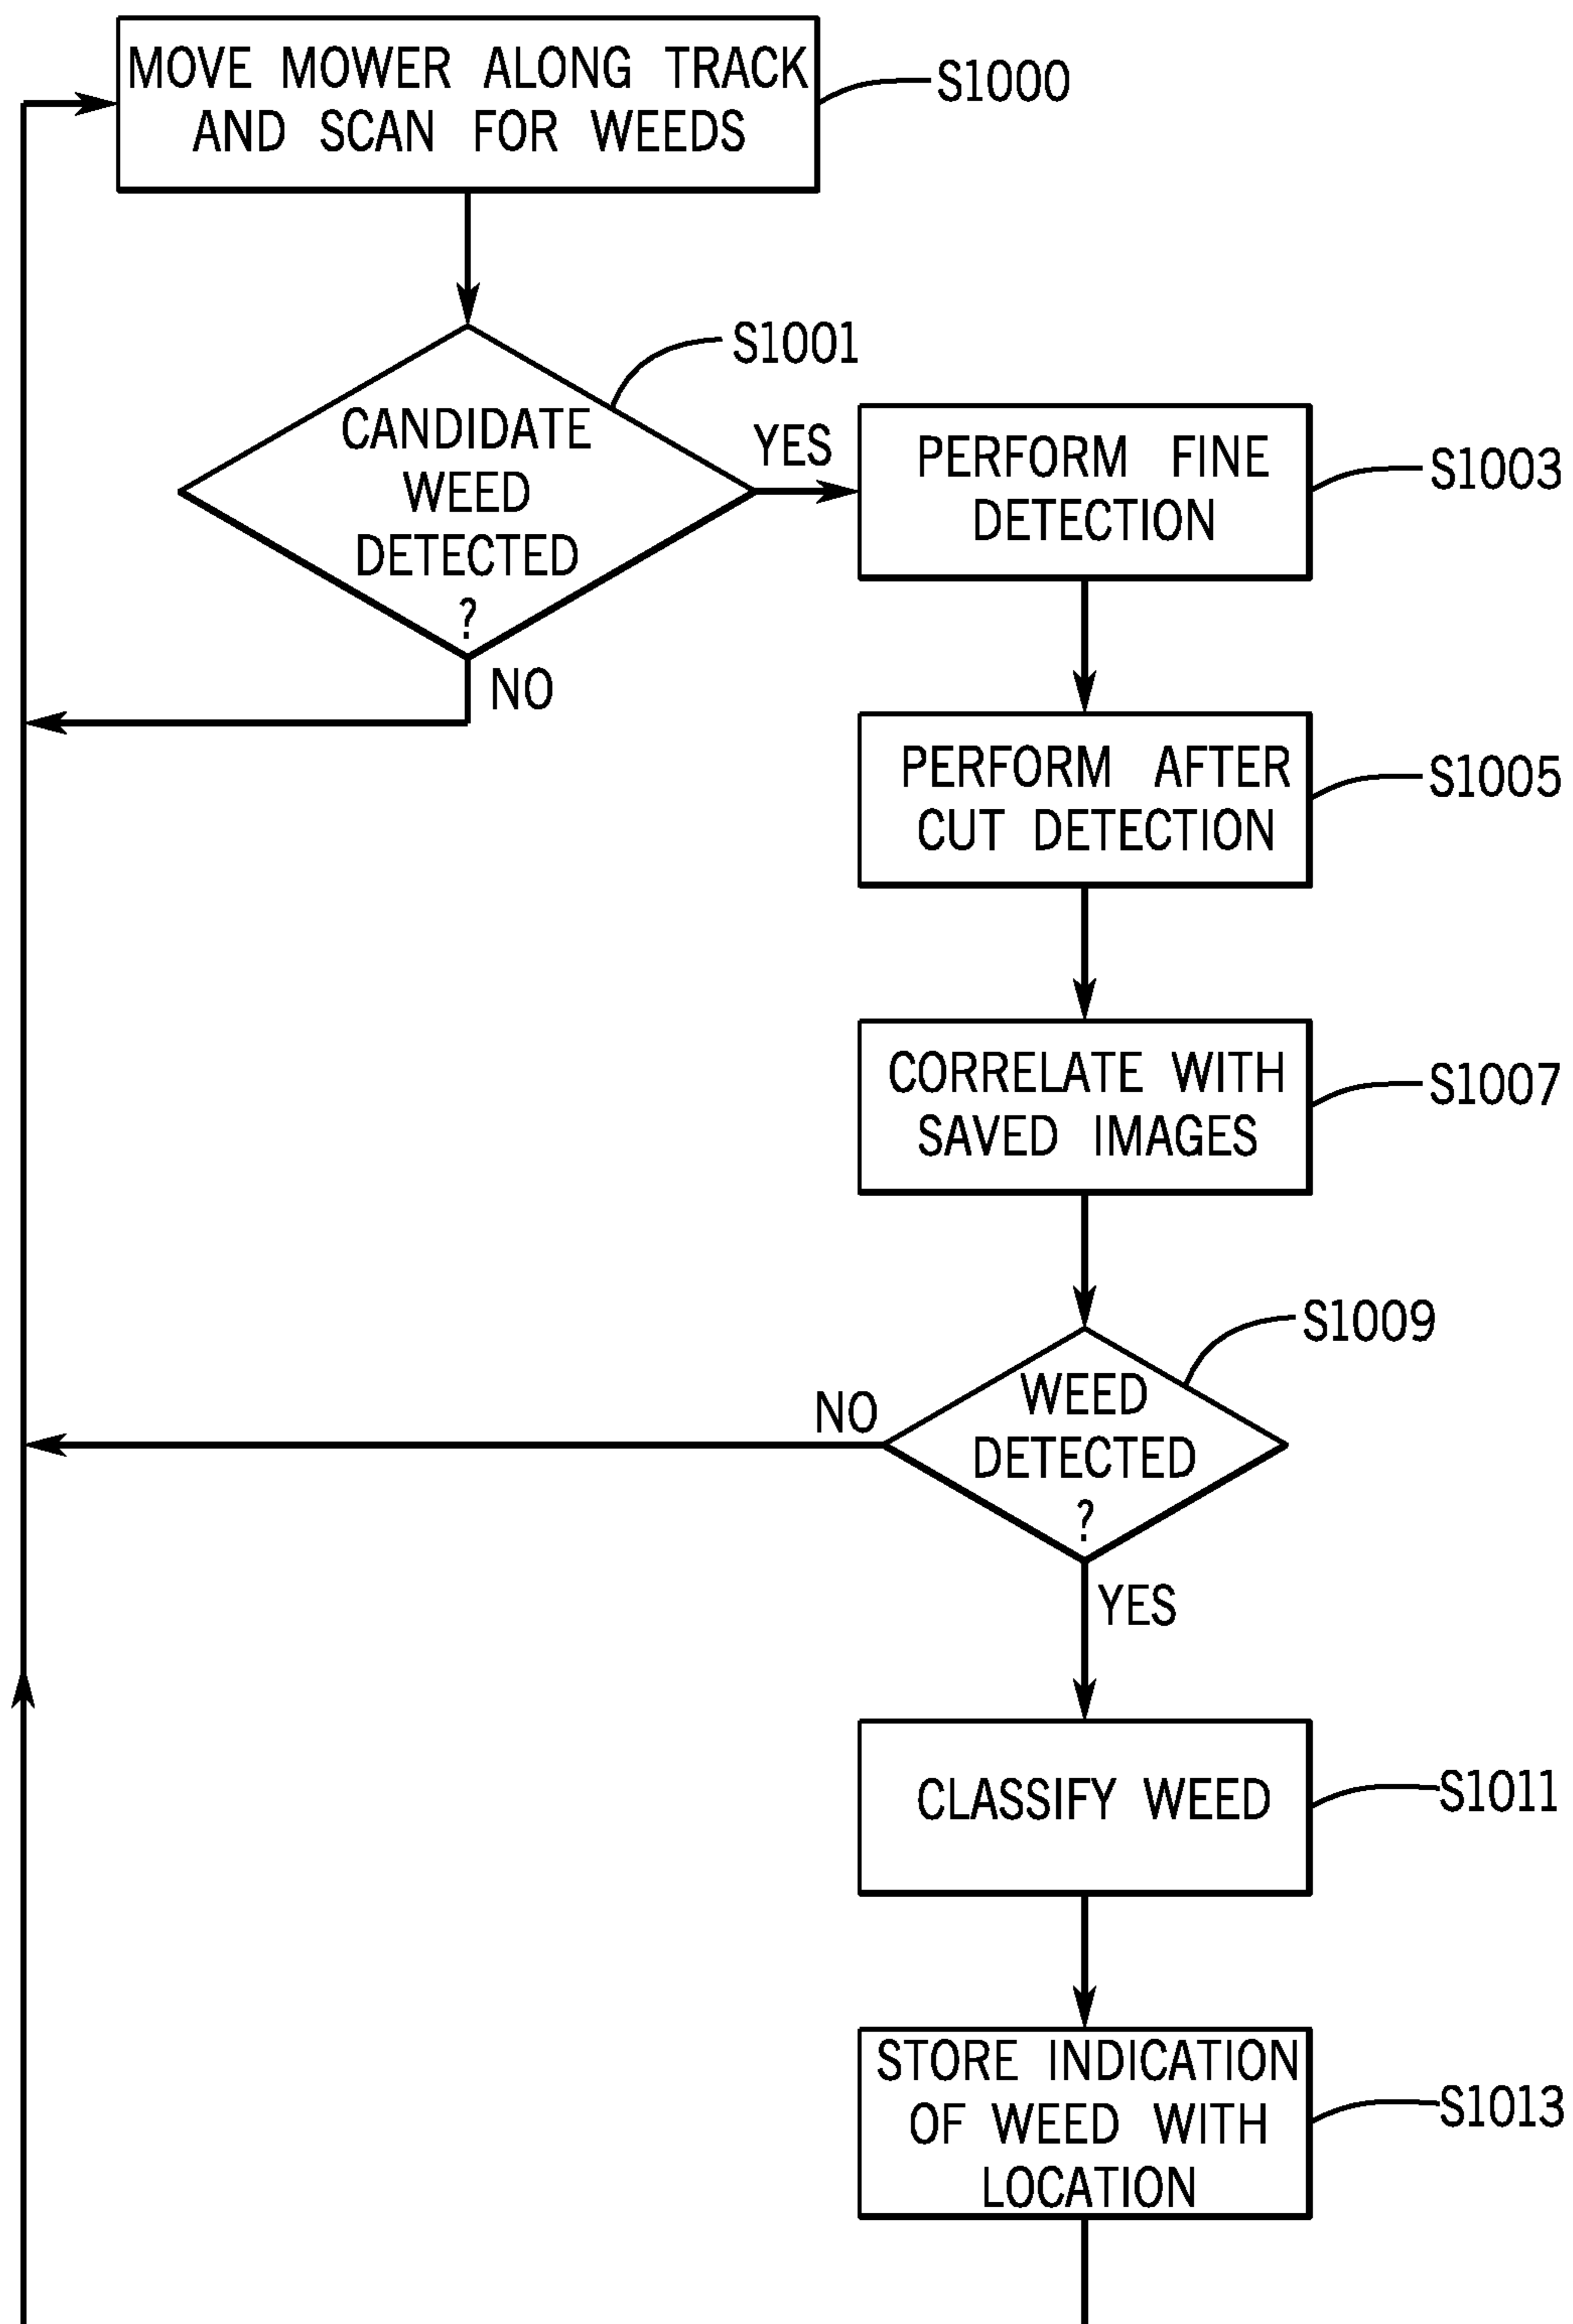 MOVE MOWER ALONG TRACK
AND SCAN FOR WEEDS
S1000
S1001
CANDIDATE
WEED
DETECTED
?
YES
NO
PERFORM FINE
DETECTION
S1003
PERFORM AFTER
CUT DETECTION
S1005
CORRELATE WITH
SAVED IMAGES
S1007
S1009
WEED
DETECTED
?
NO
YES
CLASSIFY WEED
S1011
STORE INDICATION
OF WEED WITH
LOCATION
S1013